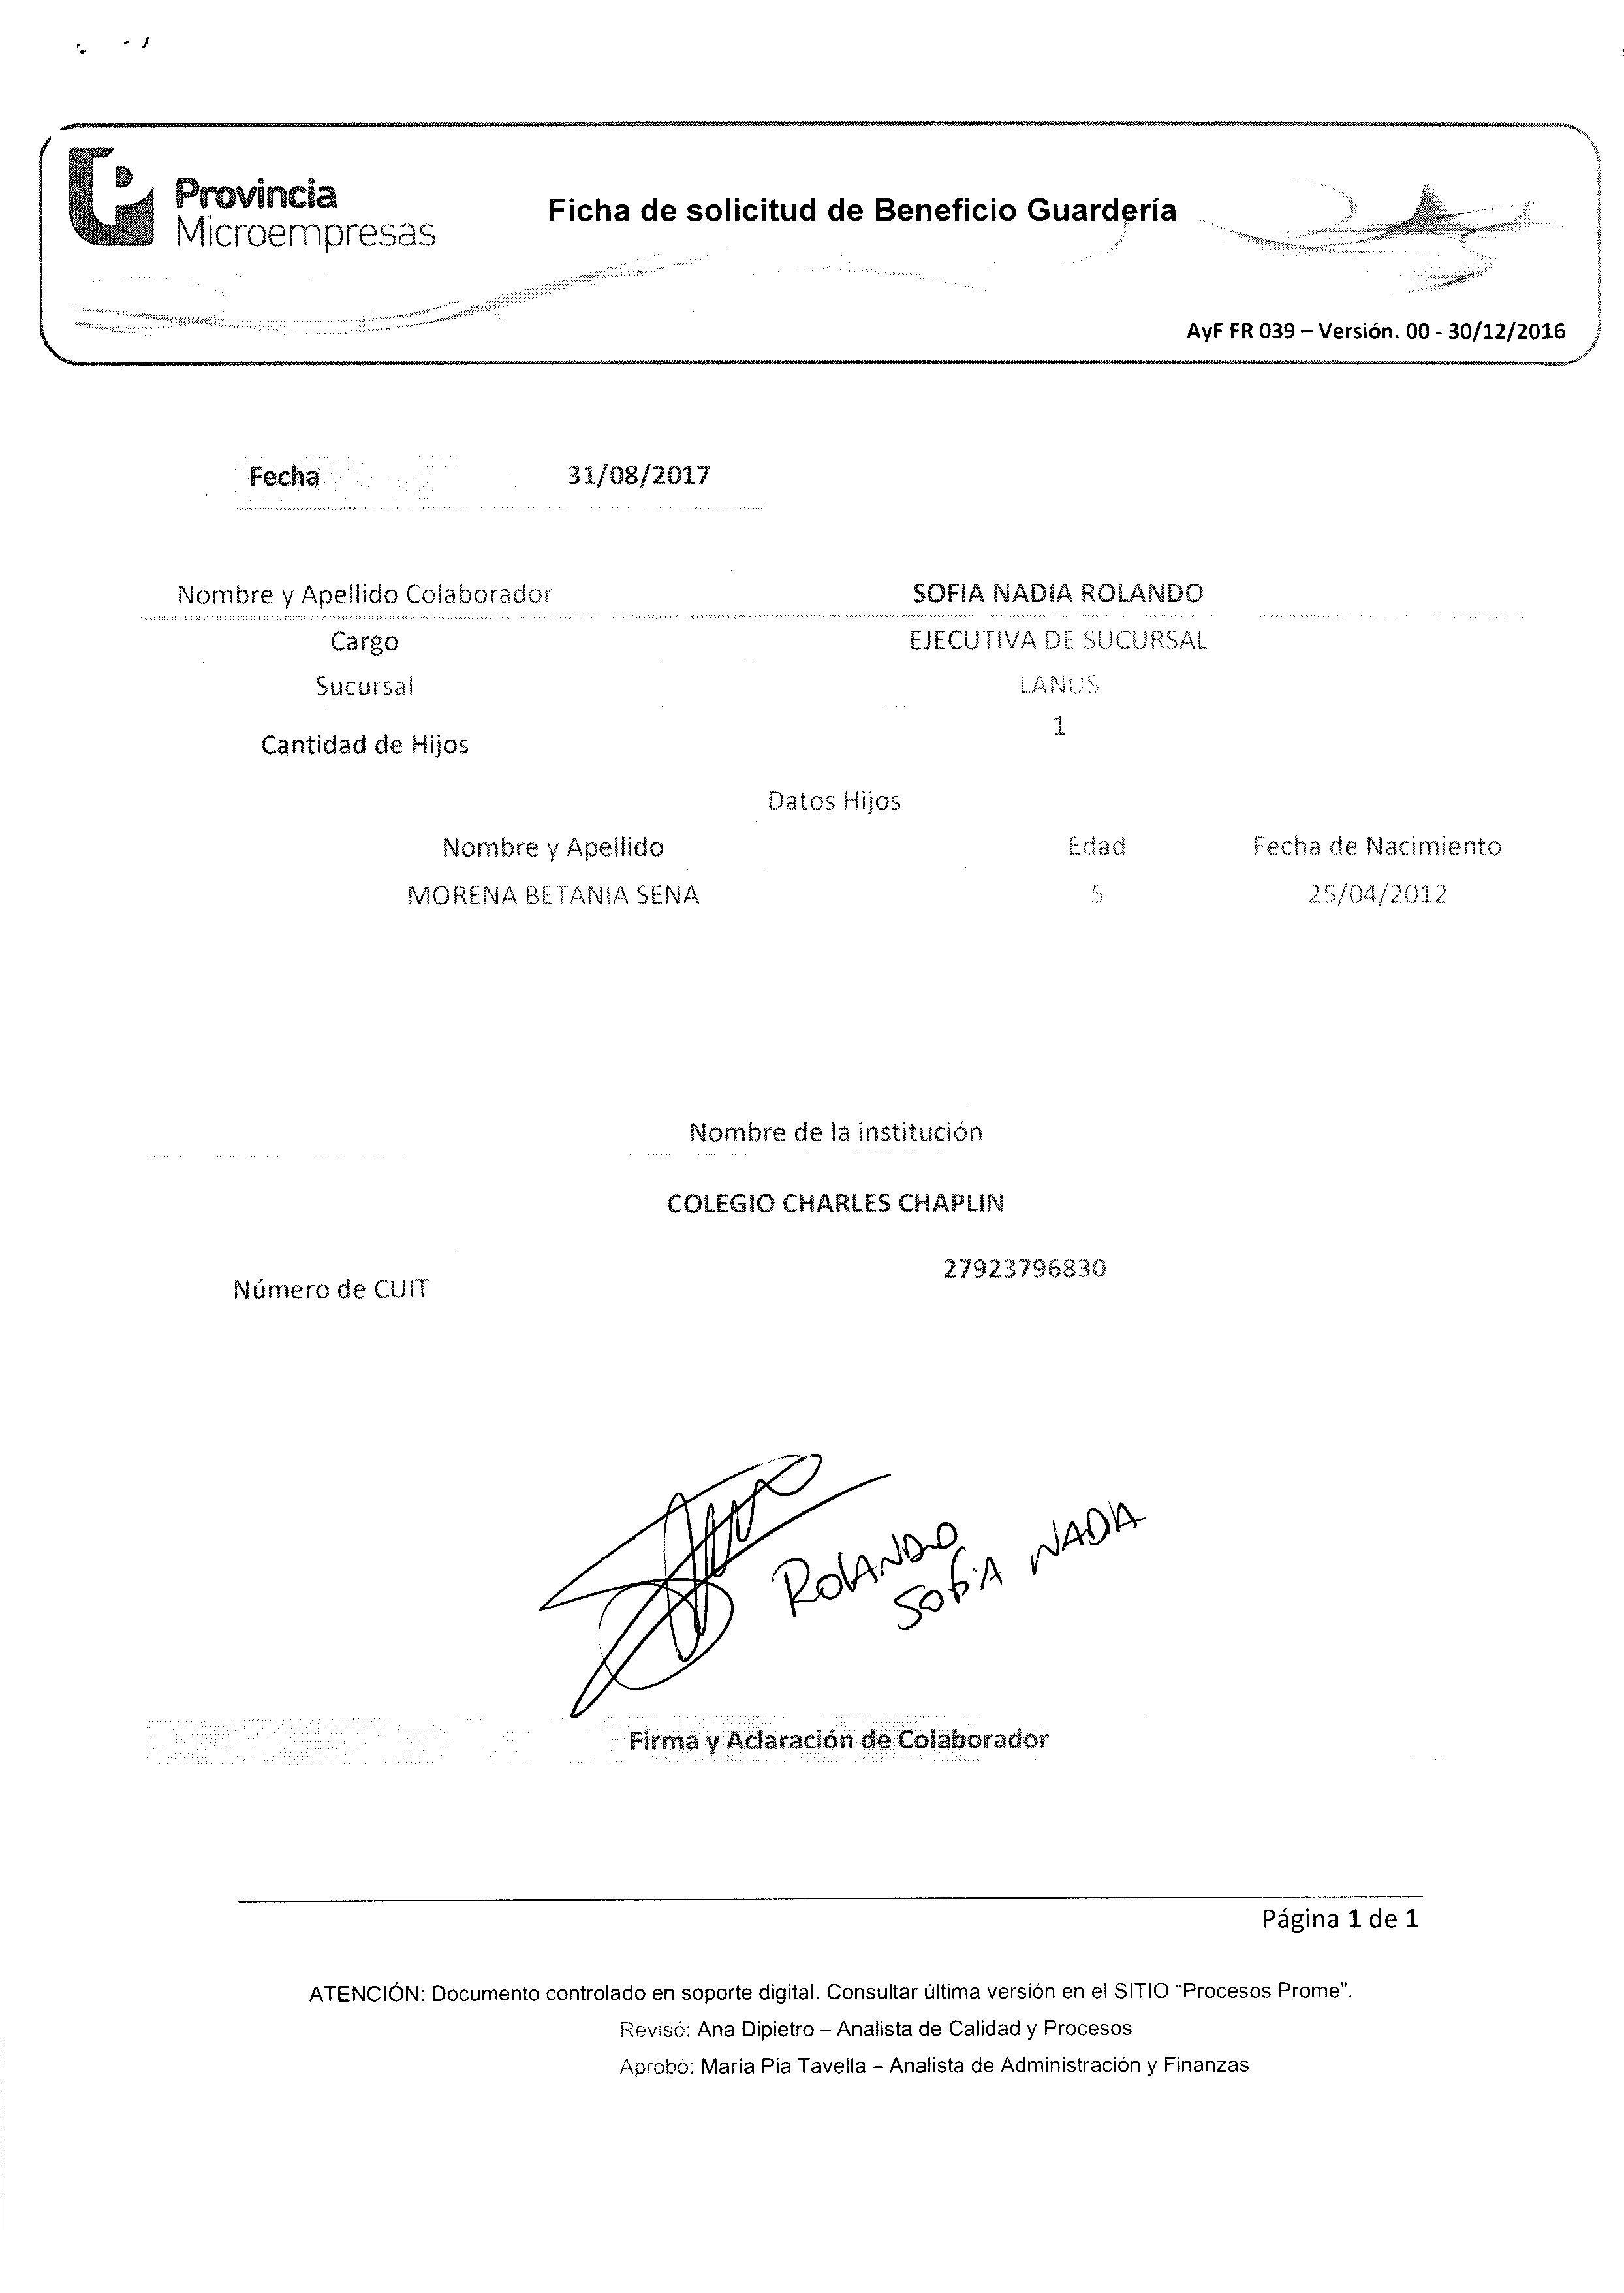 Provincia
Microempresas
Ficha de solicitud de Beneficio Guardería
AyF FR 039 – Versión. 00 - 30/12/2016
Fecha 31/08/2017
Nombre y Apellido Colaborador SOFIA NADIA ROLANDO
Cargo EJECUTIVA DE SUCURSAL
Sucursal LANUS
Cantidad de Hijos 1
Datos Hijos
Nombre y Apellido Edad Fecha de Nacimiento
MORENA BETANIA SENA 5 25/04/2012
Nombre de la institución
COLEGIO CHARLES CHAPLIN
Número de CUIT 27923796830
ROLANDO
SOFIA NADIA
Firma y Aclaración de Colaborador
Página 1 de 1
ATENCIÓN: Documento controlado en soporte digital. Consultar última versión en el SITIO “Procesos Prome”.
Revisó: Ana Dipietro – Analista de Calidad y Procesos
Aprobó: María Pia Tavella – Analista de Administración y Finanzas